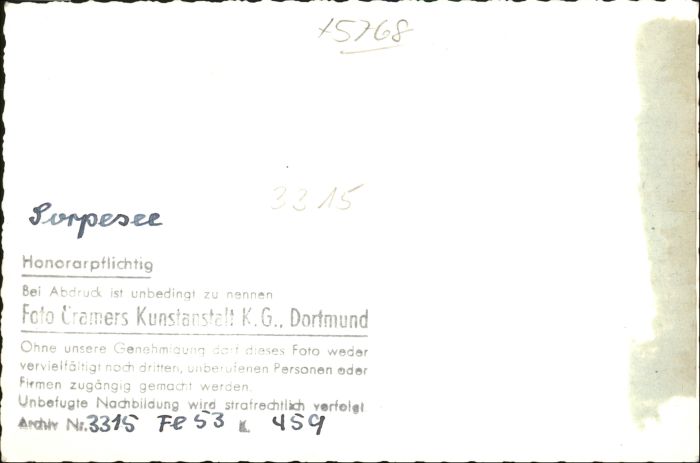 +5768
3315
Sorpesee
Honorarpflichtig
Bei Abdruck ist unbedingt zu nennen
Foto Cramers Kunstanstalt K.G., Dortmund
Ohne unsere Genehmigung darf dieses Foto weder
vervielfältigt noch dritten, unberufenen Personen oder
Firmen zugängig gemacht werden.
Unbefugte Nachbildung wird strafrechtlich verfolgt
Archiv Nr. 3315 Fe 53 K 459